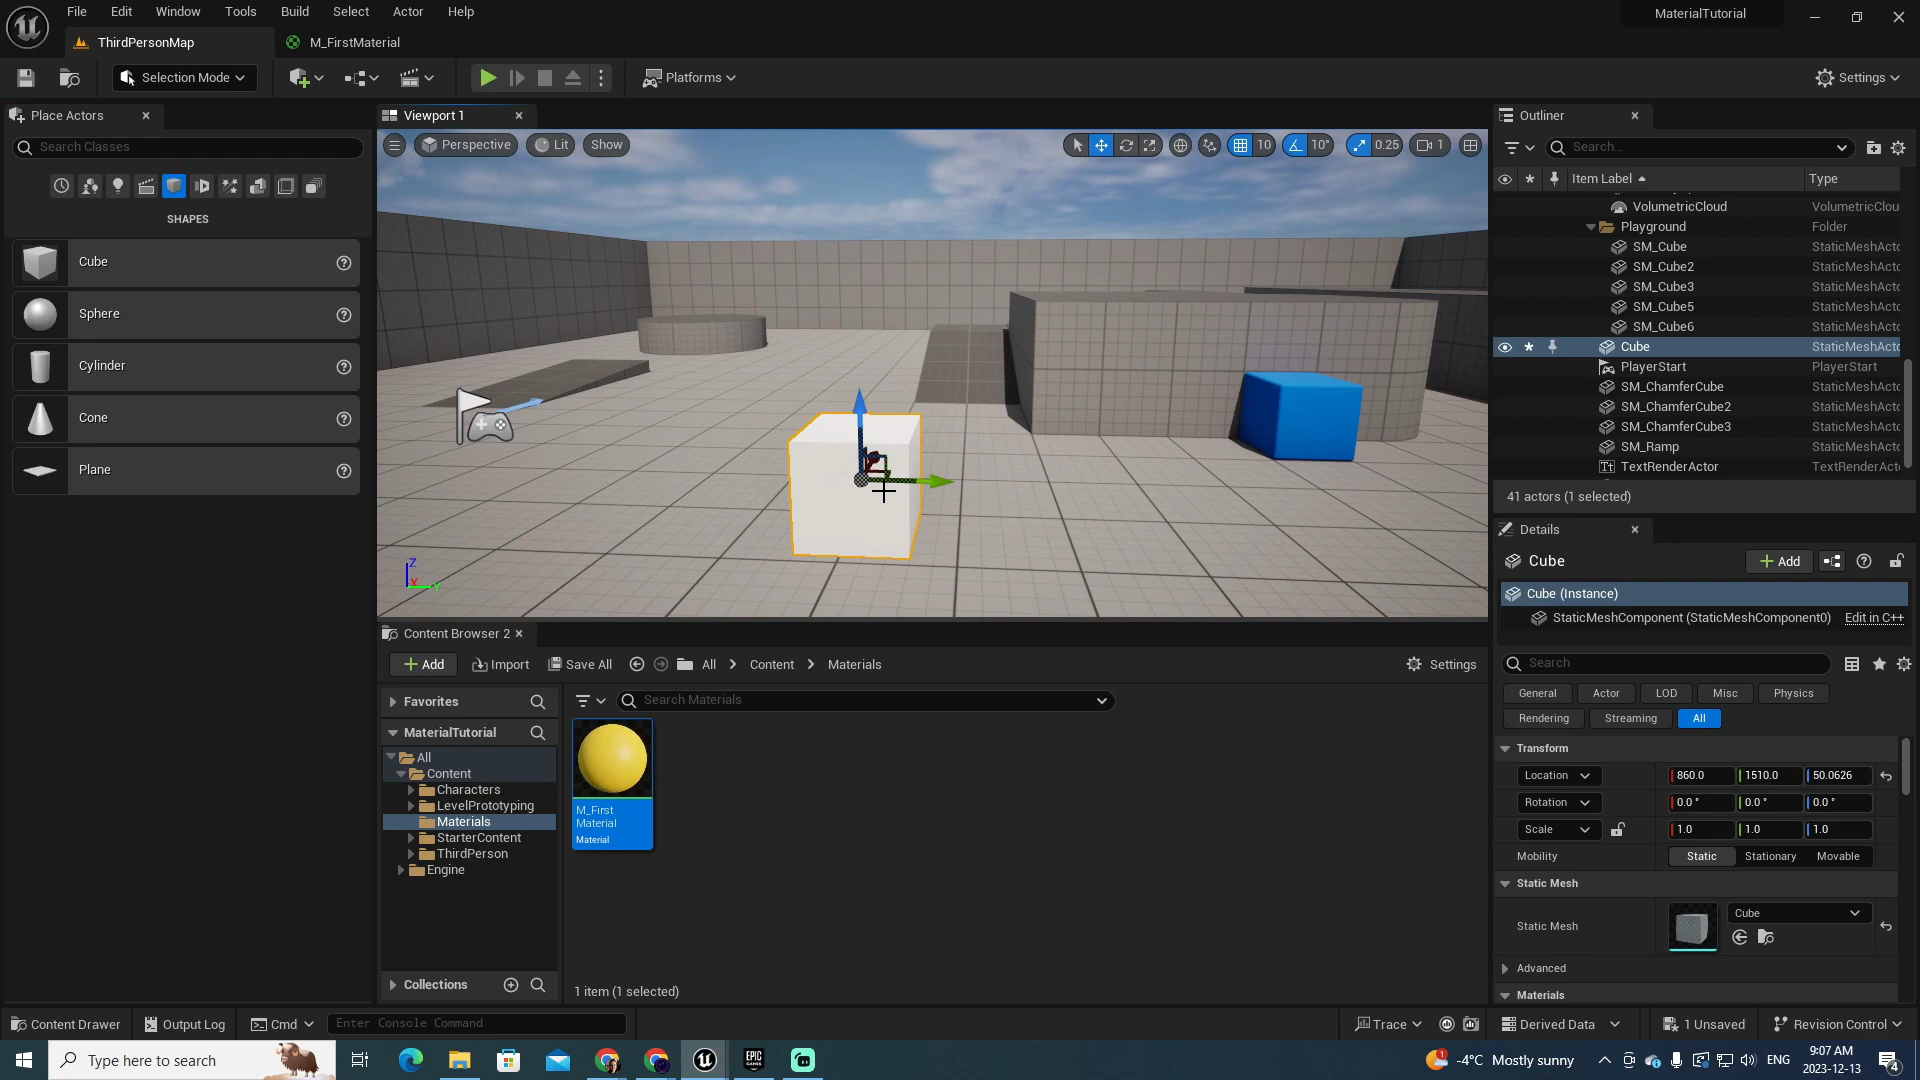 File Edit Window Tools Build Select Actor Help
MaterialTutorial
ThirdPersonMap
M_FirstMaterial
Selection Mode
Platforms
Settings
Place Actors
Search Classes
SHAPES
Cube
Sphere
Cylinder
Cone
Plane
Viewport 1
Perspective
Lit
Show
10
10°
0.25
1
Z
X
Y
Content Browser 2
Add
Import
Save All
All
Content
Materials
Settings
Favorites
MaterialTutorial
All
Content
Characters
LevelPrototyping
Materials
StarterContent
ThirdPerson
Engine
Collections
Search Materials
M_First
Material
Material
1 item (1 selected)
Outliner
Search...
Item Label
Type
VolumetricCloud VolumetricClou
Playground Folder
SM_Cube StaticMeshActo
SM_Cube2 StaticMeshActo
SM_Cube3 StaticMeshActo
SM_Cube5 StaticMeshActo
SM_Cube6 StaticMeshActo
Cube StaticMeshActo
PlayerStart PlayerStart
SM_ChamferCube StaticMeshActo
SM_ChamferCube2 StaticMeshActo
SM_ChamferCube3 StaticMeshActo
SM_Ramp StaticMeshActo
TextRenderActor TextRenderActo
41 actors (1 selected)
Details
Cube
Add
Cube (Instance)
StaticMeshComponent (StaticMeshComponent0) Edit in C++
Search
General Actor LOD Misc Physics
Rendering Streaming All
Transform
Location 860.0 1510.0 50.0626
Rotation 0.0 ° 0.0 ° 0.0 °
Scale 1.0 1.0 1.0
Mobility Static Stationary Movable
Static Mesh
Static Mesh Cube
Advanced
Materials
Content Drawer
Output Log
Cmd
Enter Console Command
Trace
Derived Data
1 Unsaved
Revision Control
Type here to search
EPIC
GAMES
-4°C Mostly sunny
ENG
9:07 AM
2023-12-13
4